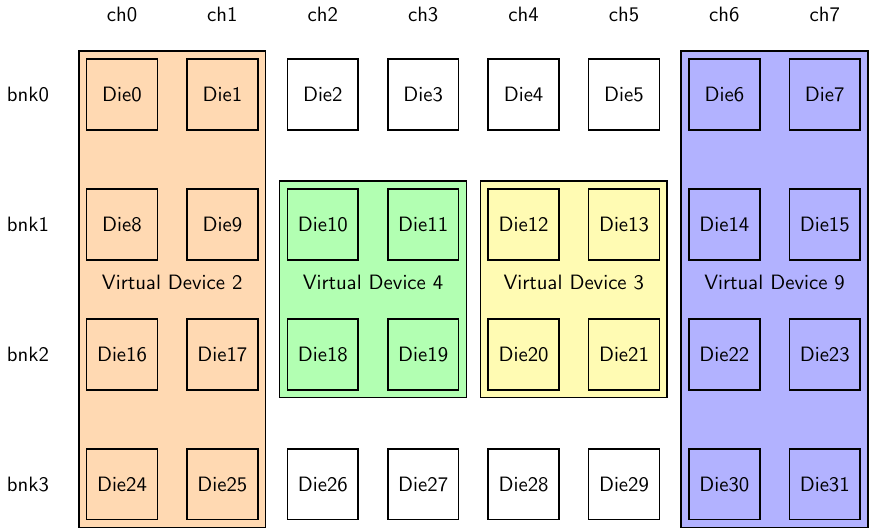 ch0 ch1 ch2 ch3 ch4 ch5 ch6 ch7
bnk0 Die0 Die1 Die2 Die3 Die4 Die5 Die6 Die7
bnk1 Die8 Die9 Die10 Die11 Die12 Die13 Die14 Die15
Virtual Device 2 Virtual Device 4 Virtual Device 3 Virtual Device 9
bnk2 Die16 Die17 Die18 Die19 Die20 Die21 Die22 Die23
bnk3 Die24 Die25 Die26 Die27 Die28 Die29 Die30 Die31